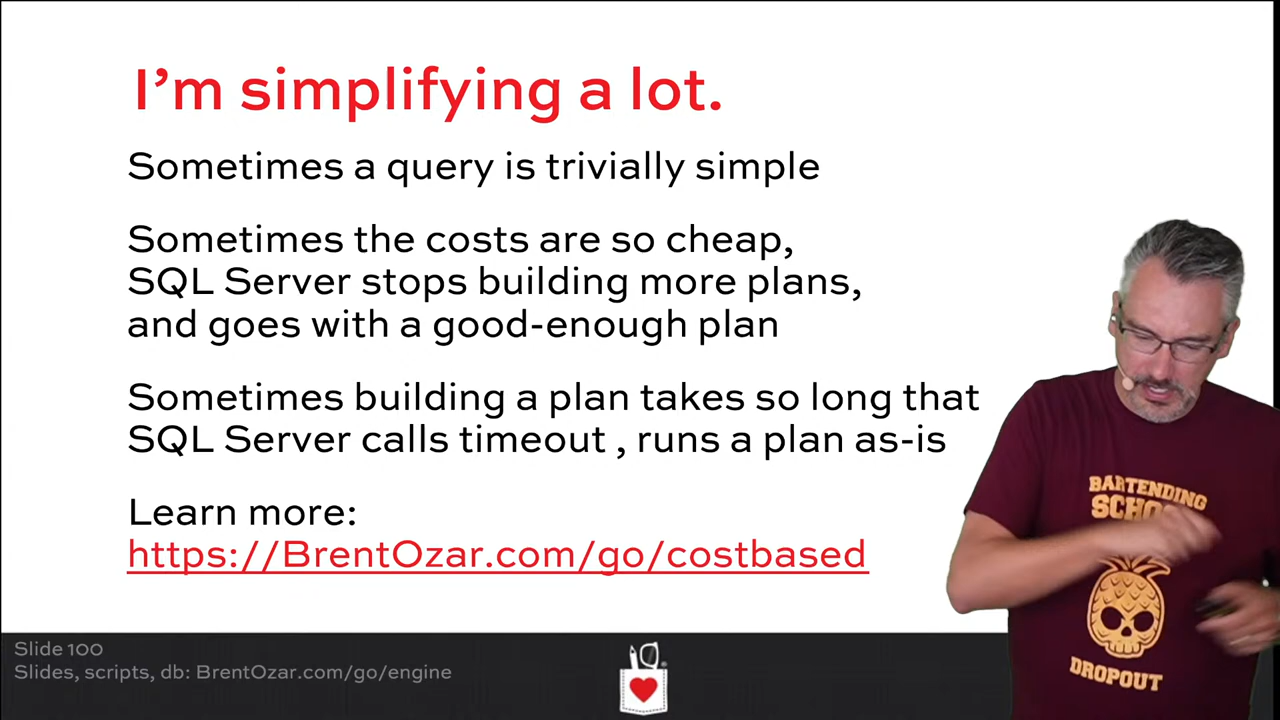 I'm simplifying a lot.
Sometimes a query is trivially simple
Sometimes the costs are so cheap,
SQL Server stops building more plans,
and goes with a good-enough plan
Sometimes building a plan takes so long that
SQL Server calls timeout , runs a plan as-is
Learn more:
https://BrentOzar.com/go/costbased
BARTENDING
DROPOUT
Slide 100
Slides, scripts, db: BrentOzar.com/go/engine